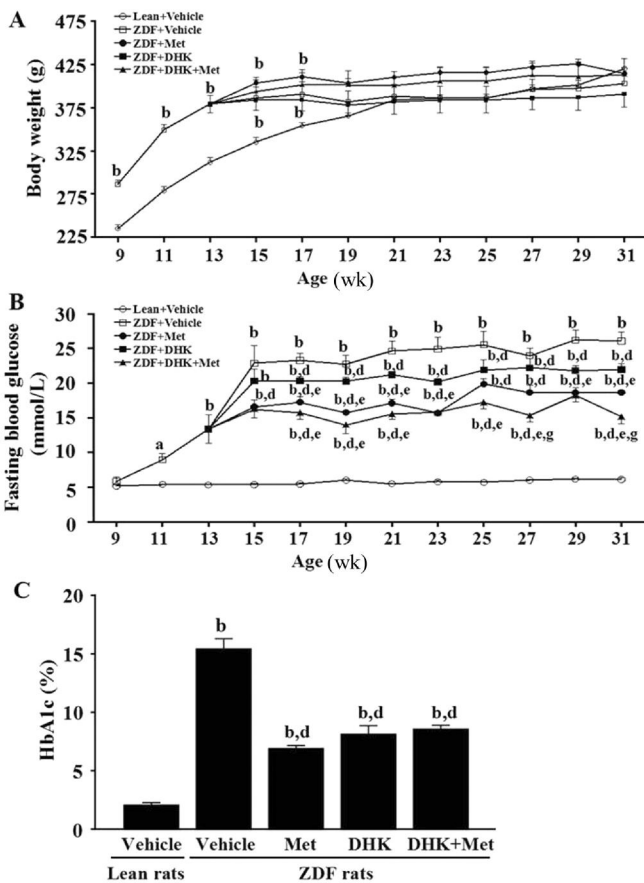 A
Lean+Vehicle
ZDF+Vehicle
ZDF+Met
ZDF+DHK
ZDF+DHK+Met
475
425
375
325
275
225
Body weight (g)
b b b b b b
9 11 13 15 17 19 21 23 25 27 29 31
Age (wk)
B
Lean+Vehicle
ZDF+Vehicle
ZDF+Met
ZDF+DHK
ZDF+DHK+Met
30
25
20
15
10
5
0
Fasting blood glucose
(mmol/L)
b b b b b b b b b
b,d b,d b,d b,d
b b,d b,d b,d b,d b,d
b,d b,d,e b,d,e b,d,e b,d,e b,d b,d b,d,e b,d,e
b
b,d,e b,d,e b,d,e b,d,e b,d,e,g b,d,e,g
a
9 11 13 15 17 19 21 23 25 27 29 31
Age (wk)
C
20
15
10
5
0
HbA1c (%)
b
b,d b,d b,d
Vehicle Vehicle Met DHK DHK+Met
Lean rats ZDF rats